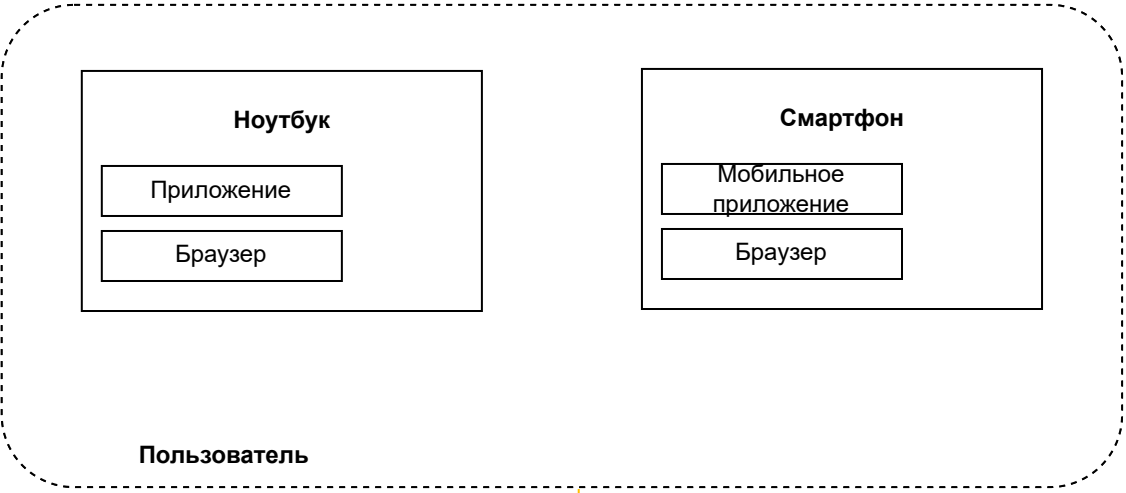 Ноутбук
Приложение
Браузер
Смартфон
Мобильное
приложение
Браузер
Пользователь